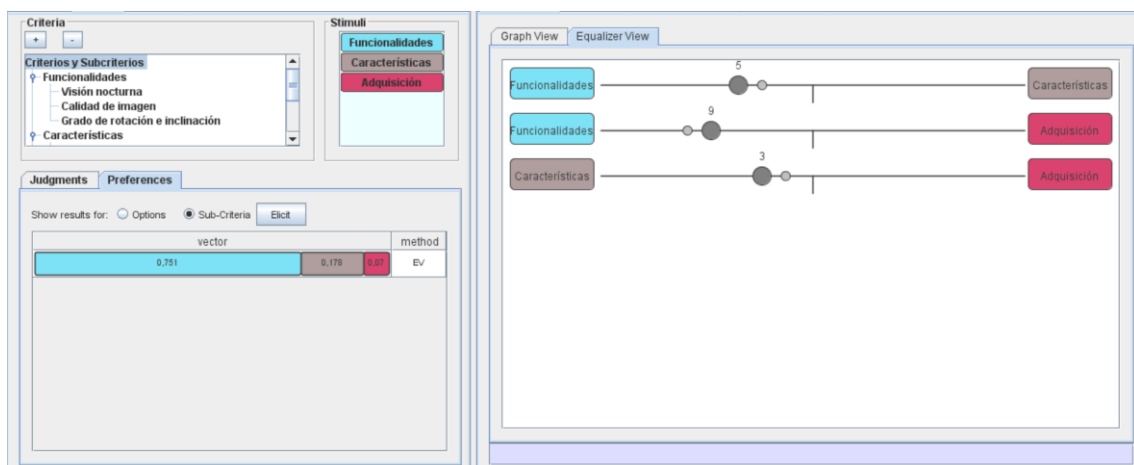 Criteria
+ -
Criterios y Subcriterios
Funcionalidades
Visión nocturna
Calidad de imagen
Grado de rotación e inclinación
Características
Stimuli
Funcionalidades
Características
Adquisición
Judgments Preferences
Show results for: Options Sub-Criteria Elicit
vector method
0,751 0,178 0,07 EV
Graph View Equalizer View
5
Funcionalidades Características
9
Funcionalidades Adquisición
3
Características Adquisición